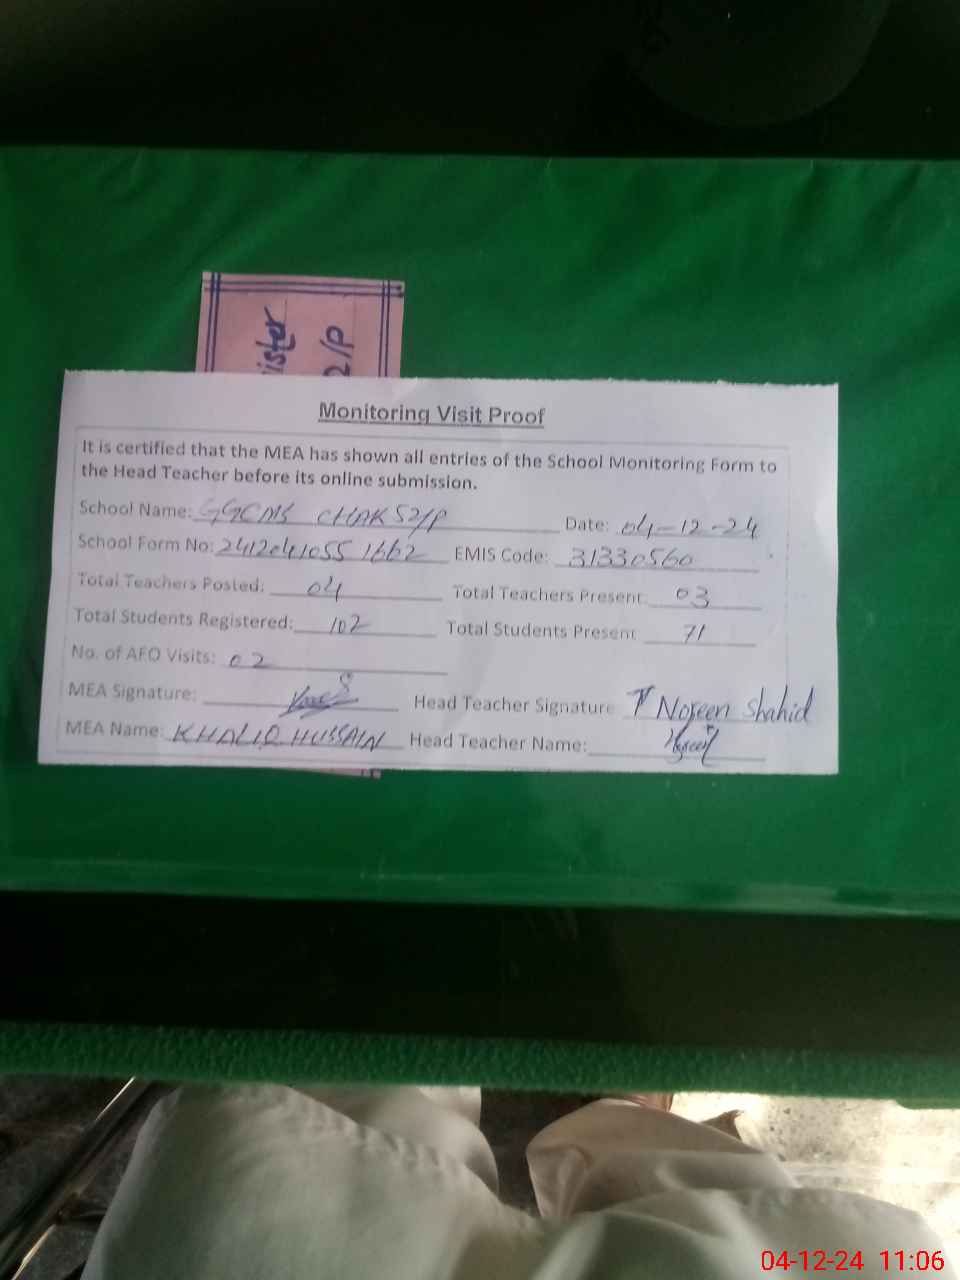 ister
2/P
Monitoring Visit Proof
It is certified that the MEA has shown all entries of the School Monitoring Form to
the Head Teacher before its online submission.
School Name: GGCMS CHAK 52/P Date: 04-12-24
School Form No: 2412041055 1662 EMIS Code: 31330560
Total Teachers Posted: 04 Total Teachers Present: 03
Total Students Registered: 102 Total Students Present 71
No. of AEO Visits: 02
MEA Signature: Head Teacher Signature Noreen Shahid
MEA Name: KHALIQ HUSSAIN Head Teacher Name:
04-12-24 11:06